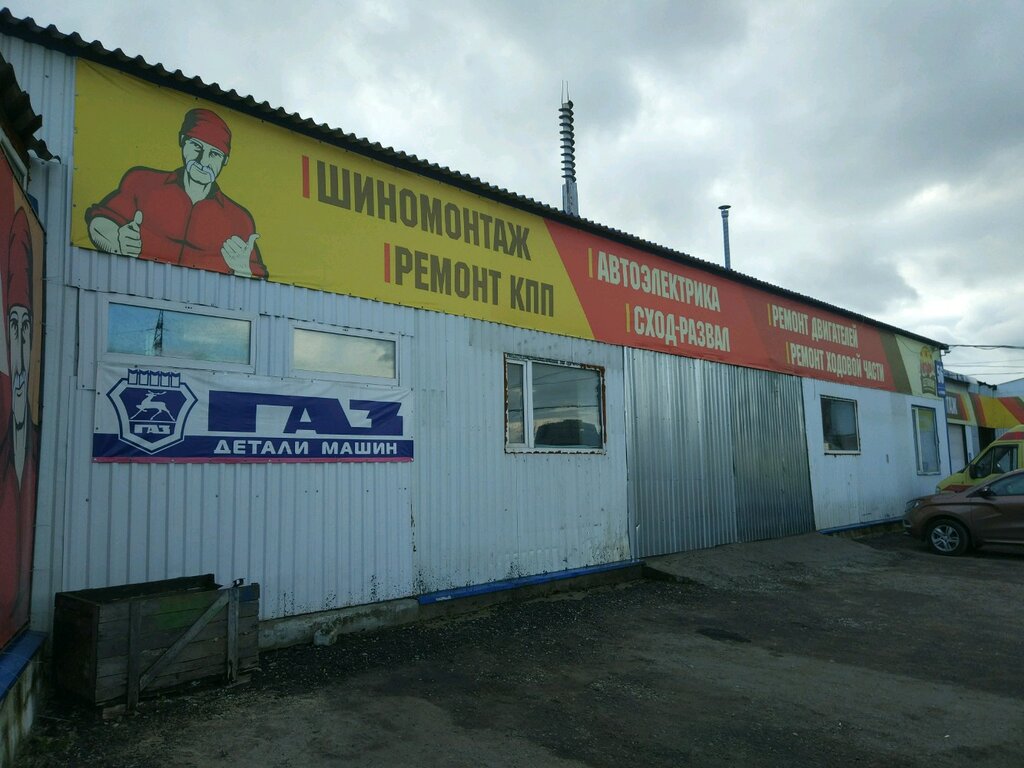 ШИНОМОНТАЖ
РЕМОНТ КПП
АВТОЭЛЕКТРИКА
СХОД-РАЗВАЛ
РЕМОНТ ДВИГАТЕЛЕЙ
РЕМОНТ ХОДОВОЙ ЧАСТИ
ГАЗ
ГАЗ
ДЕТАЛИ МАШИН